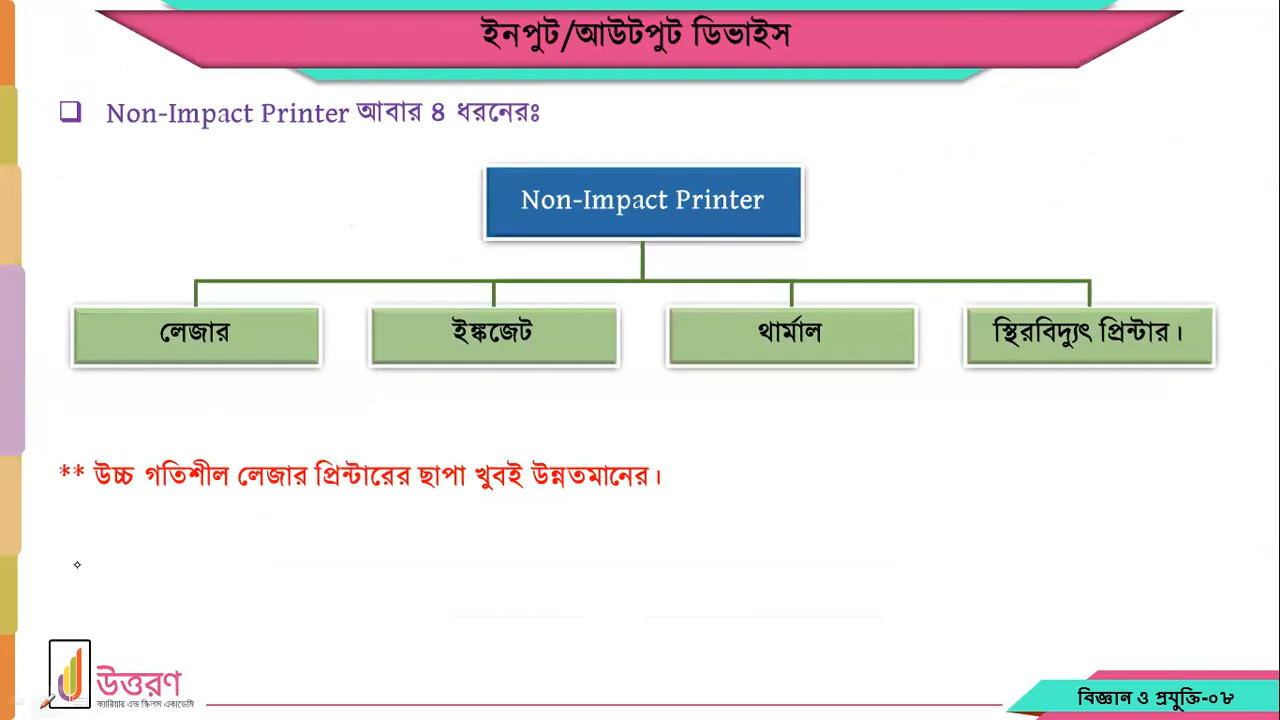 ইনপুট/আউটপুট ডিভাইস
Non-Impact Printer আবার ৪ ধরনেরঃ
Non-Impact Printer
লেজার
ইঙ্কজেট
থার্মাল
স্থিরবিদ্যুৎ প্রিন্টার।
** উচ্চ গতিশীল লেজার প্রিন্টারের ছাপা খুবই উন্নতমানের।
উত্তরণ
ক্যারিয়ার এন্ড স্কিলস একাডেমি
বিজ্ঞান ও প্রযুক্তি-০৮